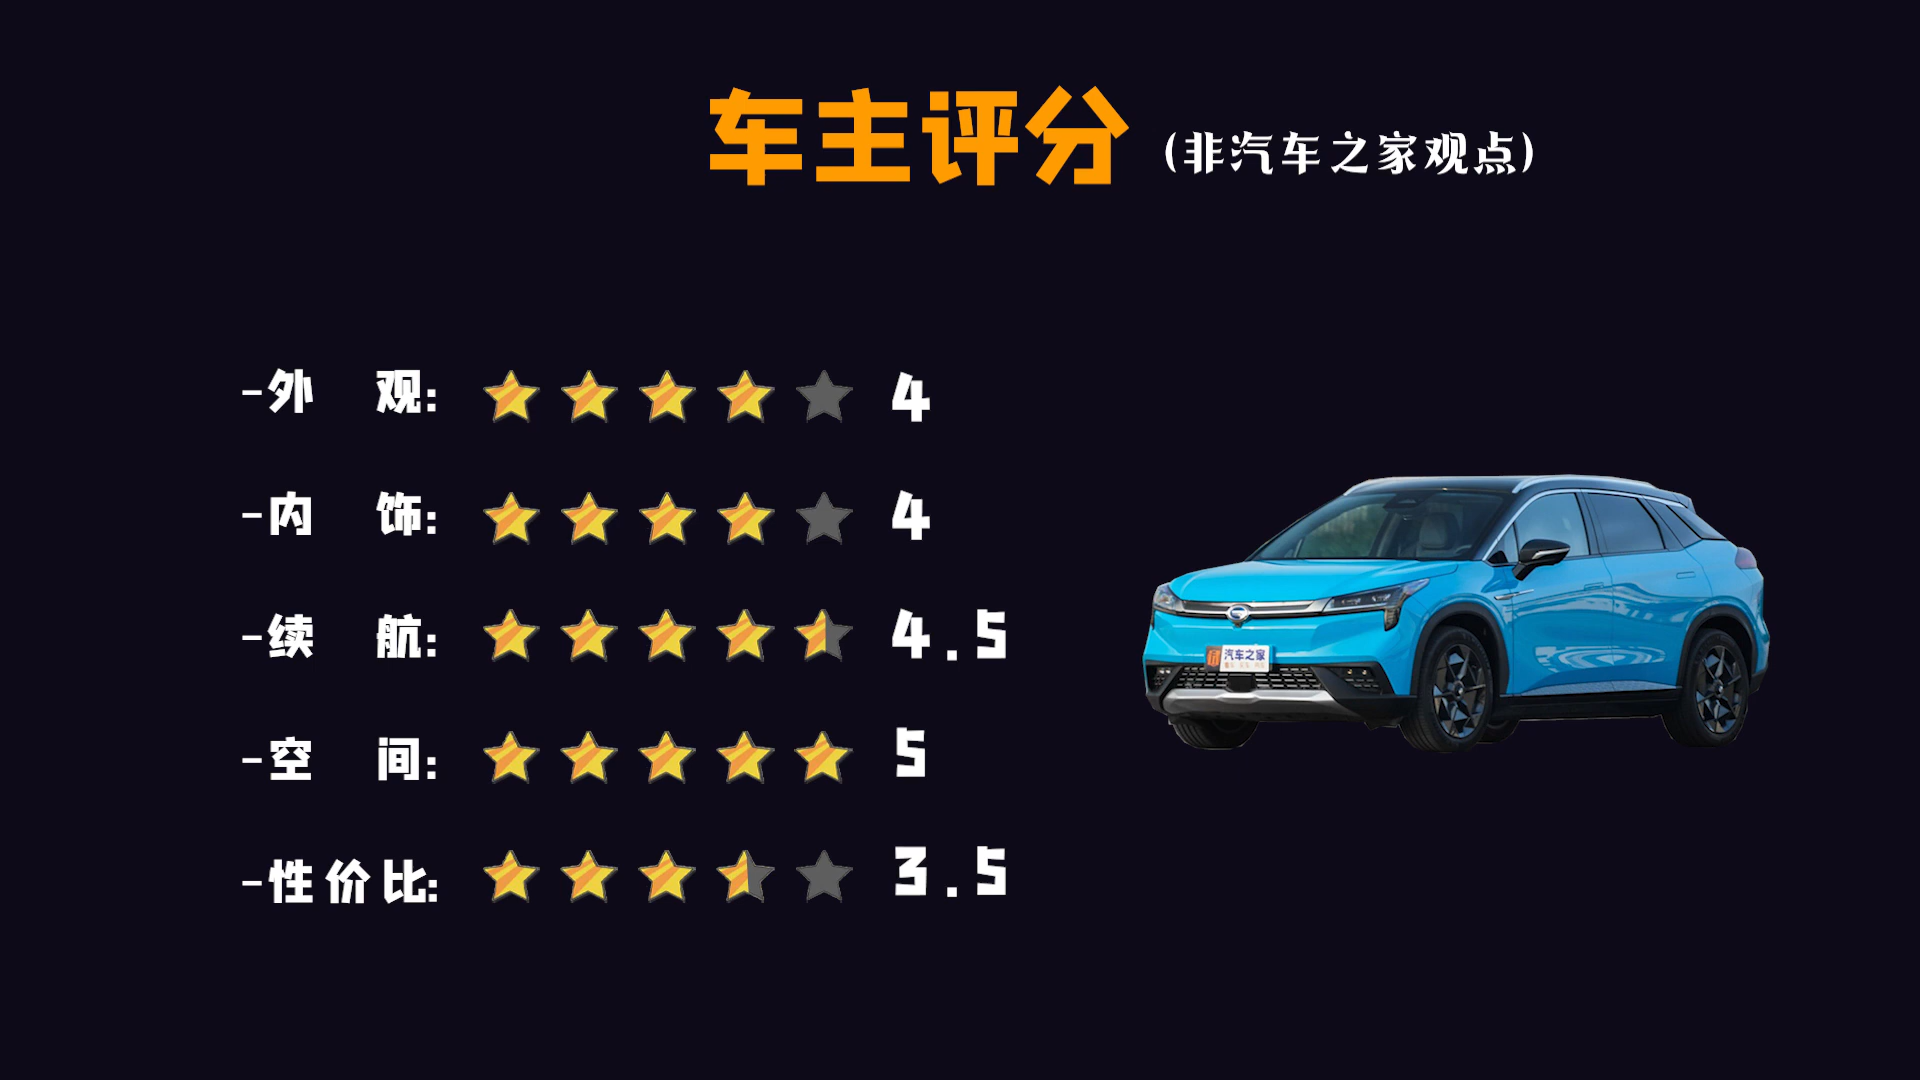 车主评分 (非汽车之家观点)
-外 观: 4
-内 饰: 4
-续 航: 4.5
-空 间: 5
-性价比: 3.5
汽车之家